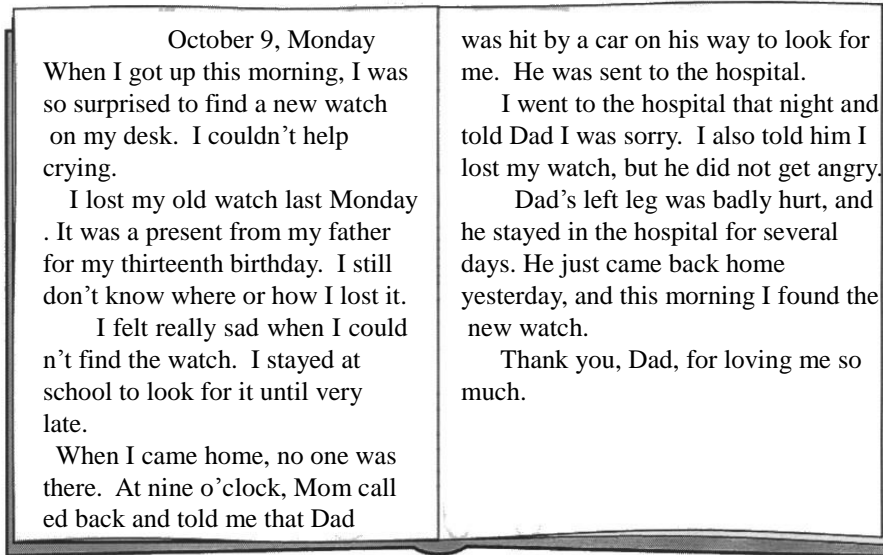 October 9, Monday
When I got up this morning, I was
so surprised to find a new watch
on my desk. I couldn't help
crying.
I lost my old watch last Monday
. It was a present from my father
for my thirteenth birthday. I still
don't know where or how I lost it.
I felt really sad when I could
n't find the watch. I stayed at
school to look for it until very
late.
When I came home, no one was
there. At nine o'clock, Mom call
ed back and told me that Dad
was hit by a car on his way to look for
me. He was sent to the hospital.
I went to the hospital that night and
told Dad I was sorry. I also told him I
lost my watch, but he did not get angry.
Dad's left leg was badly hurt, and
he stayed in the hospital for several
days. He just came back home
yesterday, and this morning I found the
new watch.
Thank you, Dad, for loving me so
much.